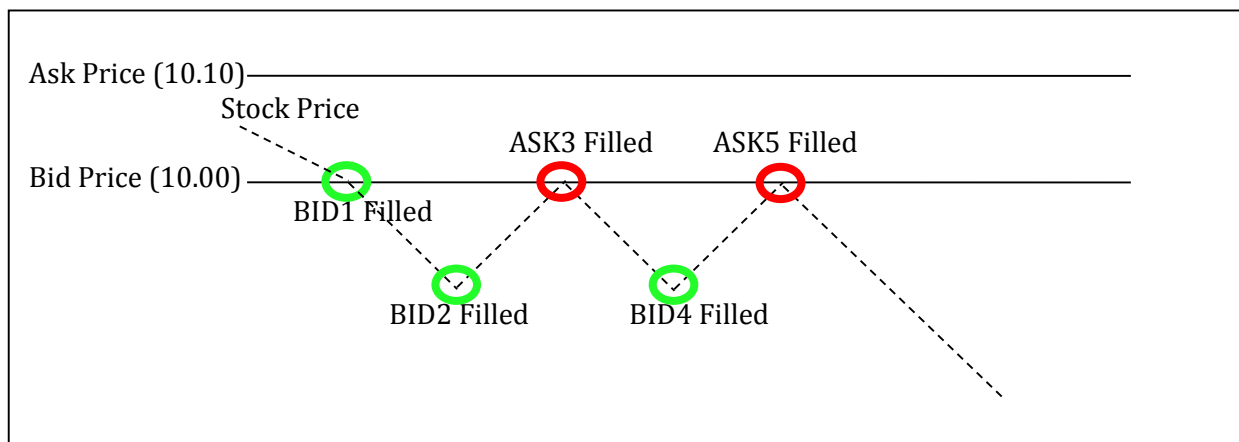 Ask Price (10.10)
Stock Price
ASK3 Filled
ASK5 Filled
Bid Price (10.00)
BID1 Filled
BID2 Filled
BID4 Filled